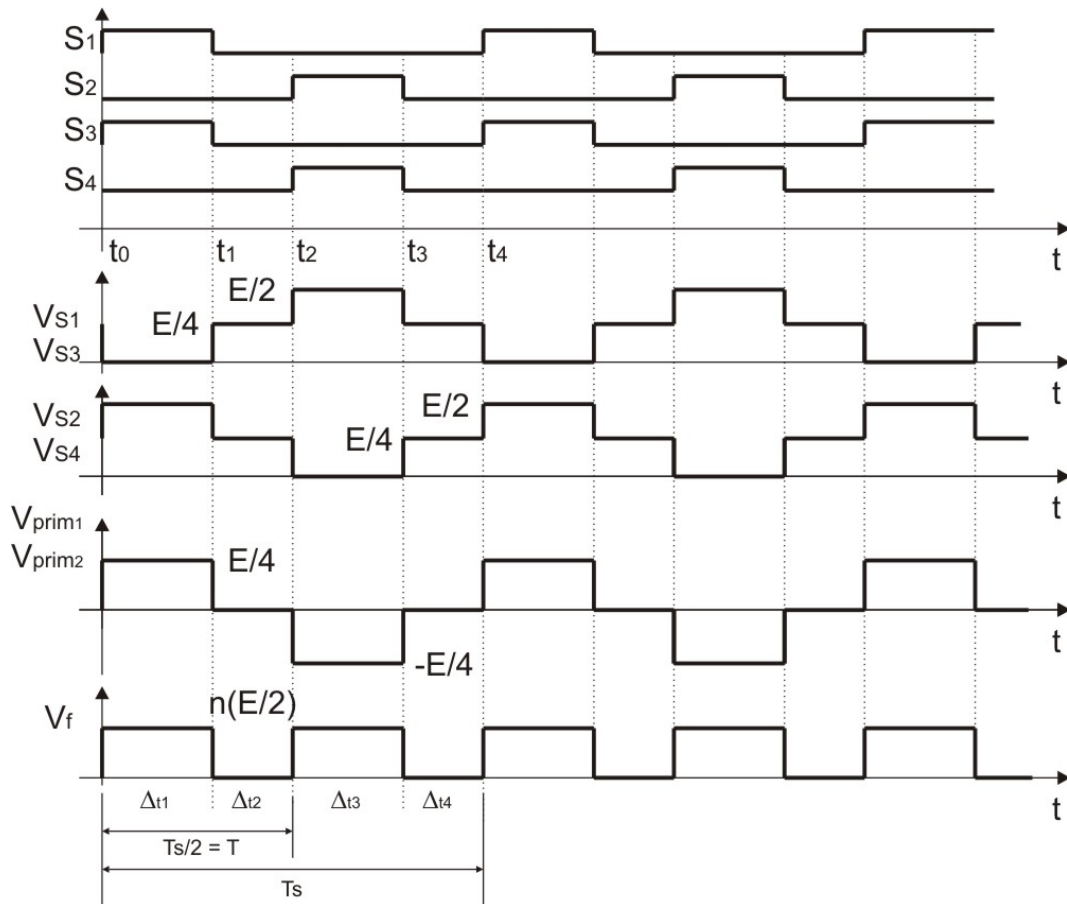 S1
S2
S3
S4
t0 t1 t2 t3 t4 t
E/2
VS1 E/4
VS3
t
VS2 E/2
VS4 E/4
t
Vprim1
Vprim2 E/4
t
-E/4
Vf n(E/2)
Δt1 Δt2 Δt3 Δt4 t
Ts/2 = T
Ts